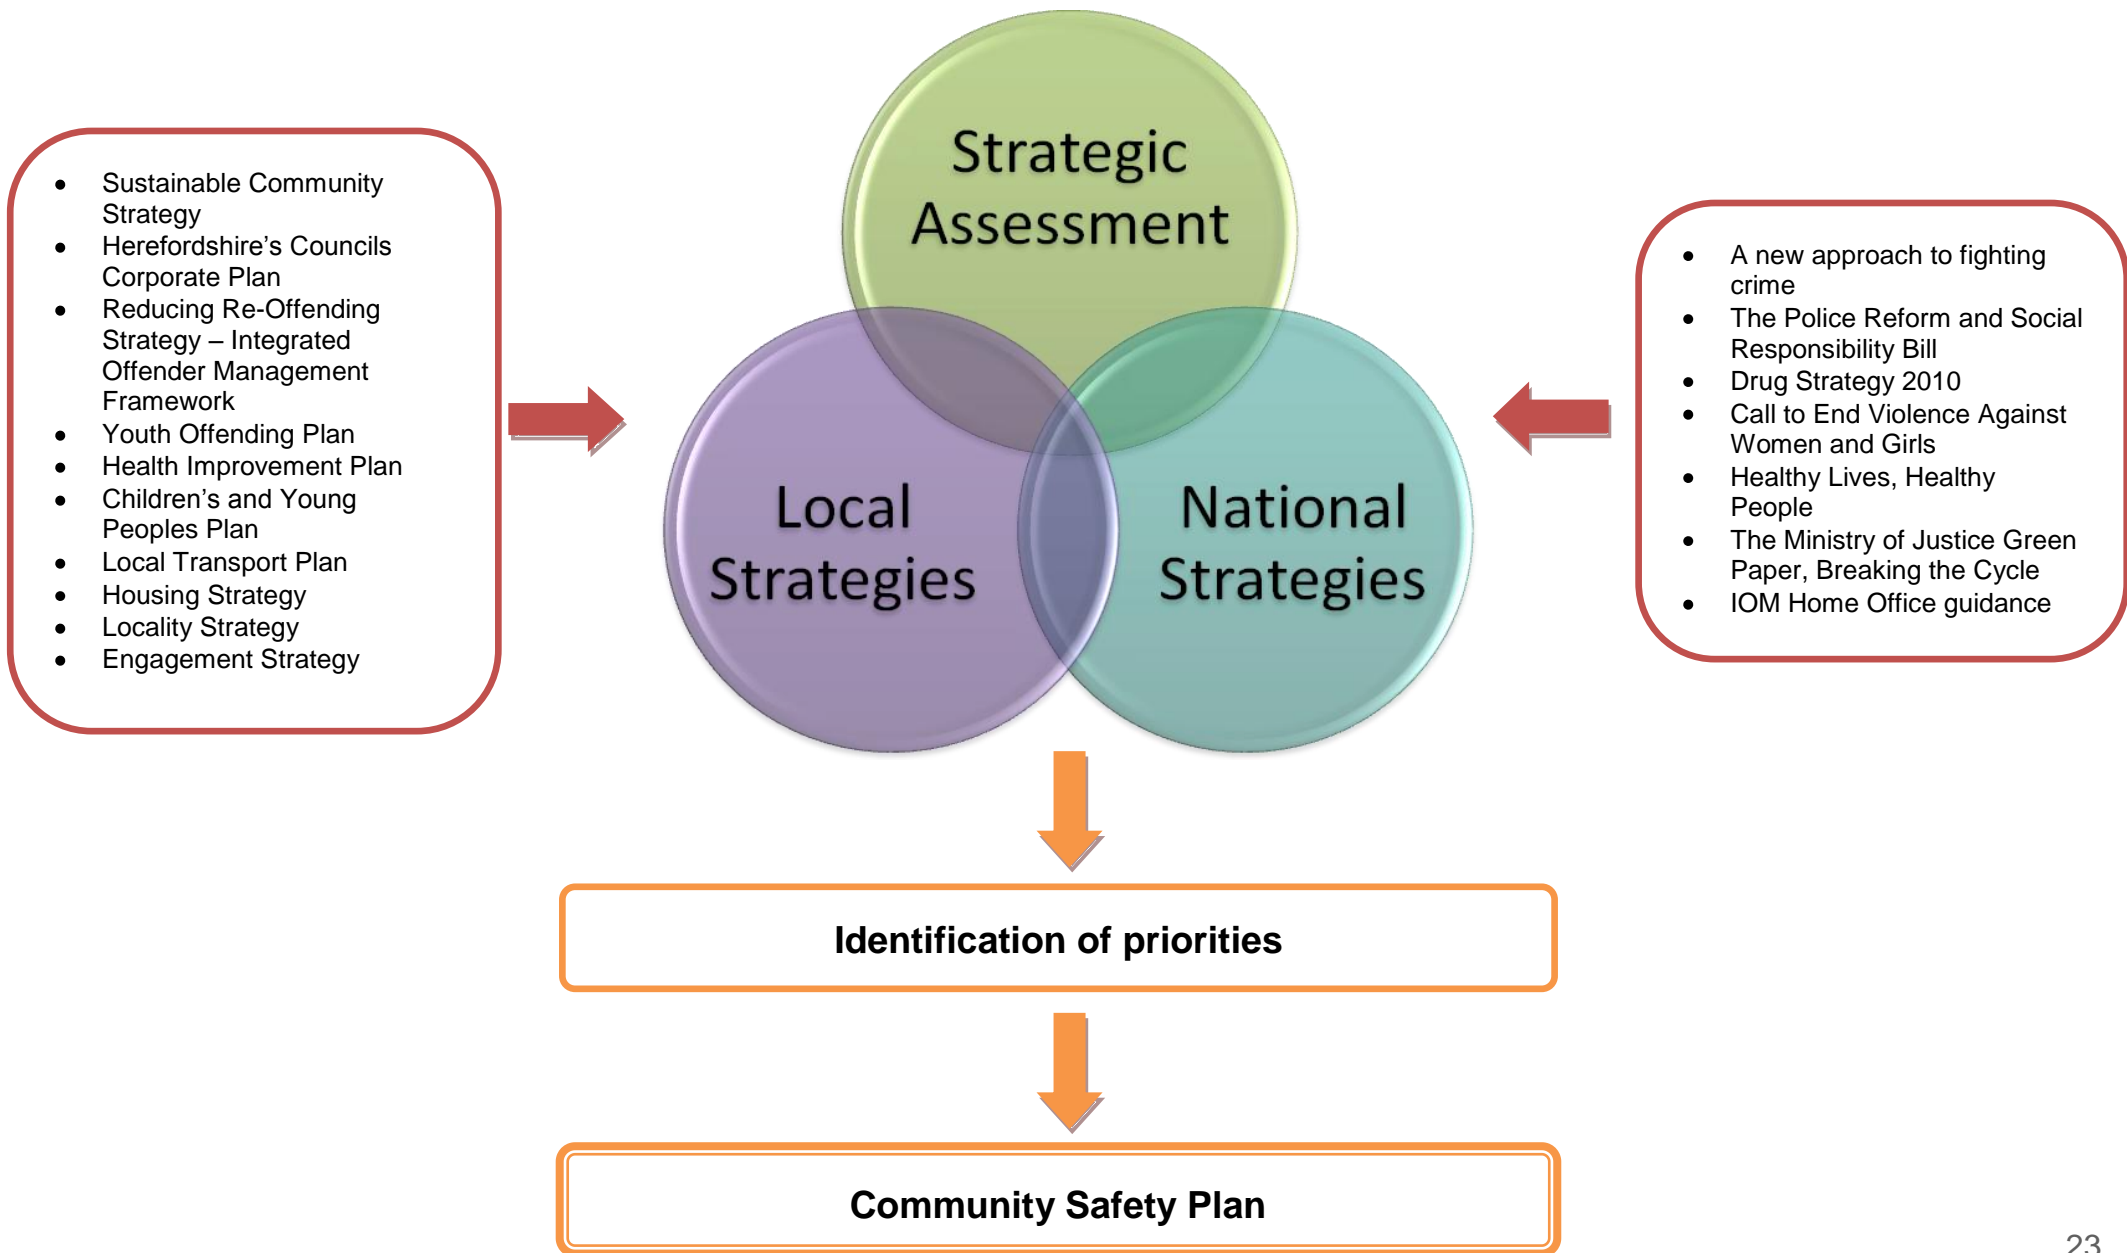 Strategic
Assessment
• Sustainable Community
Strategy
• Herefordshire’s Councils
Corporate Plan
• Reducing Re-Offending
Strategy – Integrated
Offender Management
Framework
• Youth Offending Plan
• Health Improvement Plan
• Children’s and Young
Peoples Plan
• Local Transport Plan
• Housing Strategy
• Locality Strategy
• Engagement Strategy
Local
Strategies
National
Strategies
• A new approach to fighting
crime
• The Police Reform and Social
Responsibility Bill
• Drug Strategy 2010
• Call to End Violence Against
Women and Girls
• Healthy Lives, Healthy
People
• The Ministry of Justice Green
Paper, Breaking the Cycle
• IOM Home Office guidance
Identification of priorities
Community Safety Plan
23